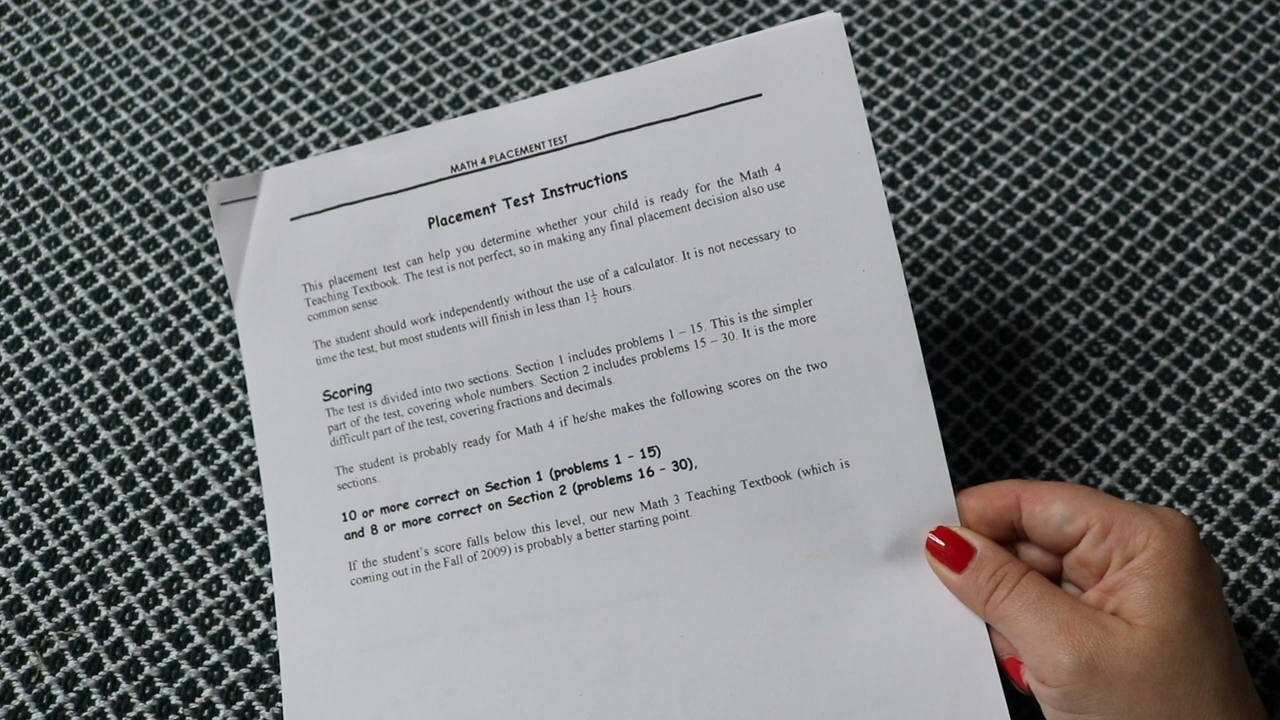 MATH 4 PLACEMENT TEST
Placement Test Instructions
This placement test can help you determine whether your child is ready for the Math 4
Teaching Textbook. The test is not perfect, so in making any final placement decision also use
common sense.
The student should work independently without the use of a calculator. It is not necessary to
time the test, but most students will finish in less than 1½ hours.
Scoring
The test is divided into two sections. Section 1 includes problems 1 – 15. This is the simpler
part of the test, covering whole numbers. Section 2 includes problems 15 – 30. It is the more
difficult part of the test, covering fractions and decimals.
The student is probably ready for Math 4 if he/she makes the following scores on the two
sections.
10 or more correct on Section 1 (problems 1 – 15)
and 8 or more correct on Section 2 (problems 16 – 30),
If the student's score falls below this level, our new Math 3 Teaching Textbook (which is
coming out in the Fall of 2009) is probably a better starting point.